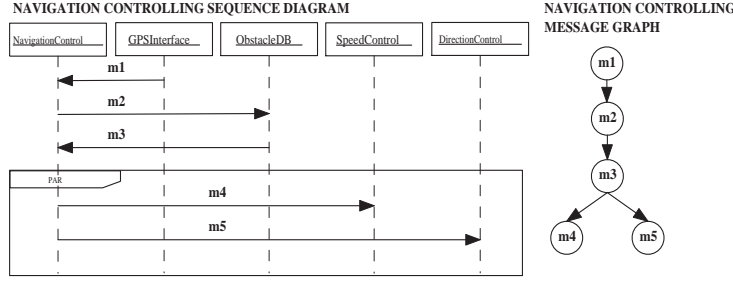 NAVIGATION CONTROLLING SEQUENCE DIAGRAM
NavigationControl
GPSInterface
ObstacleDB
SpeedControl
DirectionControl
m1
m2
m3
PAR
m4
m5
NAVIGATION CONTROLLING
MESSAGE GRAPH
m1
m2
m3
m4
m5